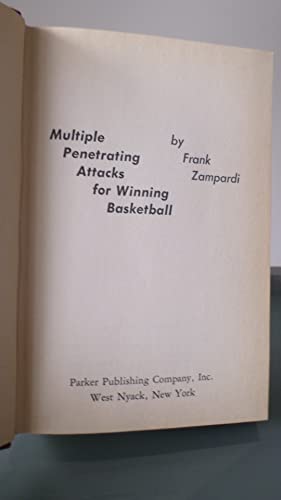 Multiple
Penetrating
Attacks
for Winning
Basketball
by
Frank
Zampardi
Parker Publishing Company, Inc.
West Nyack, New York